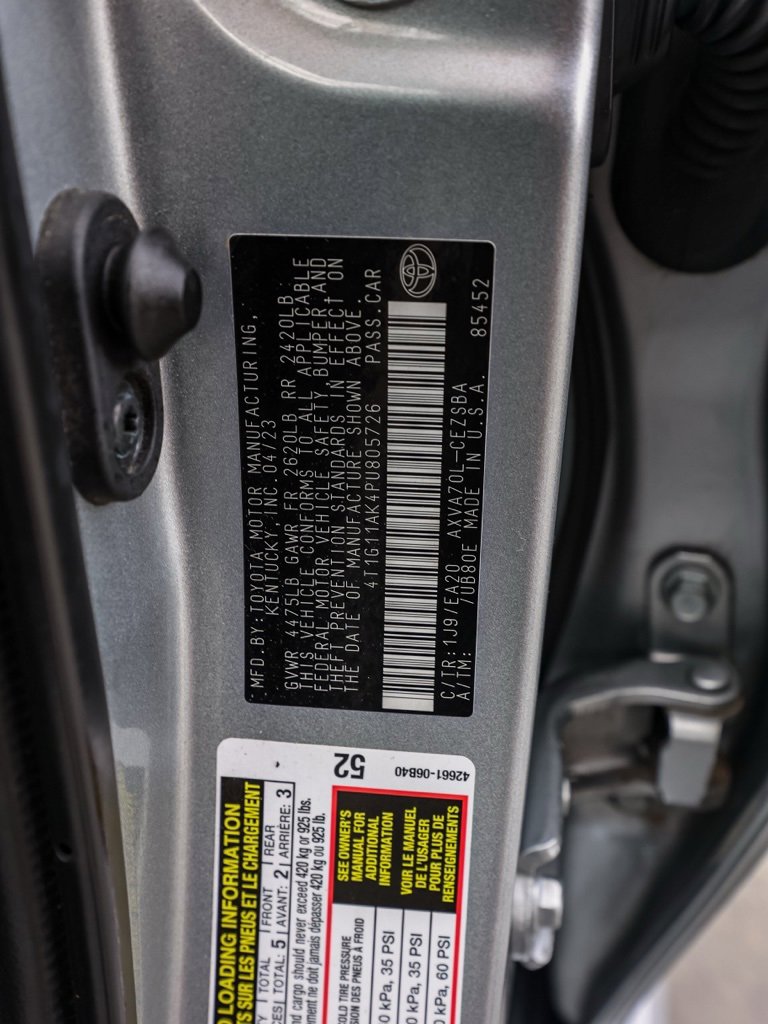 MFD.BY:TOYOTA MOTOR MANUFACTURING,
KENTUCKY, INC. 04/23
GVWR 4475LB GAWR FR 2620LB RR 2420LB
THIS VEHICLE CONFORMS TO ALL APPLICABLE
FEDERAL MOTOR VEHICLE SAFETY, BUMPER AND
THEFT PREVENTION STANDARDS IN EFFECT ON
THE DATE OF MANUFACTURE SHOWN ABOVE.
4T1G11AK4PU805726 PASS.CAR
C/TR:1J9/EA20 AXVA70L-CEZSBA
A/TM: /UB80E MADE IN U.S.A. 85452
52
42661-06B40
LOADING INFORMATION
SUR LES PNEUS ET LE CHARGEMENT
TOTAL FRONT REAR
TOTAL: 5 AVANT: 2 ARRIÈRE: 3
and cargo should never exceed 420 kg or 925 lbs.
ne doit jamais dépasser 420 kg ou 925 lb.
SEE OWNER'S
MANUAL FOR
ADDITIONAL
INFORMATION
VOIR LE MANUEL
DE L'USAGER
POUR PLUS DE
RENSEIGNEMENTS
TIRE PRESSURE
DES PNEUS À FROID
kPa, 35 PSI
kPa, 35 PSI
kPa, 60 PSI